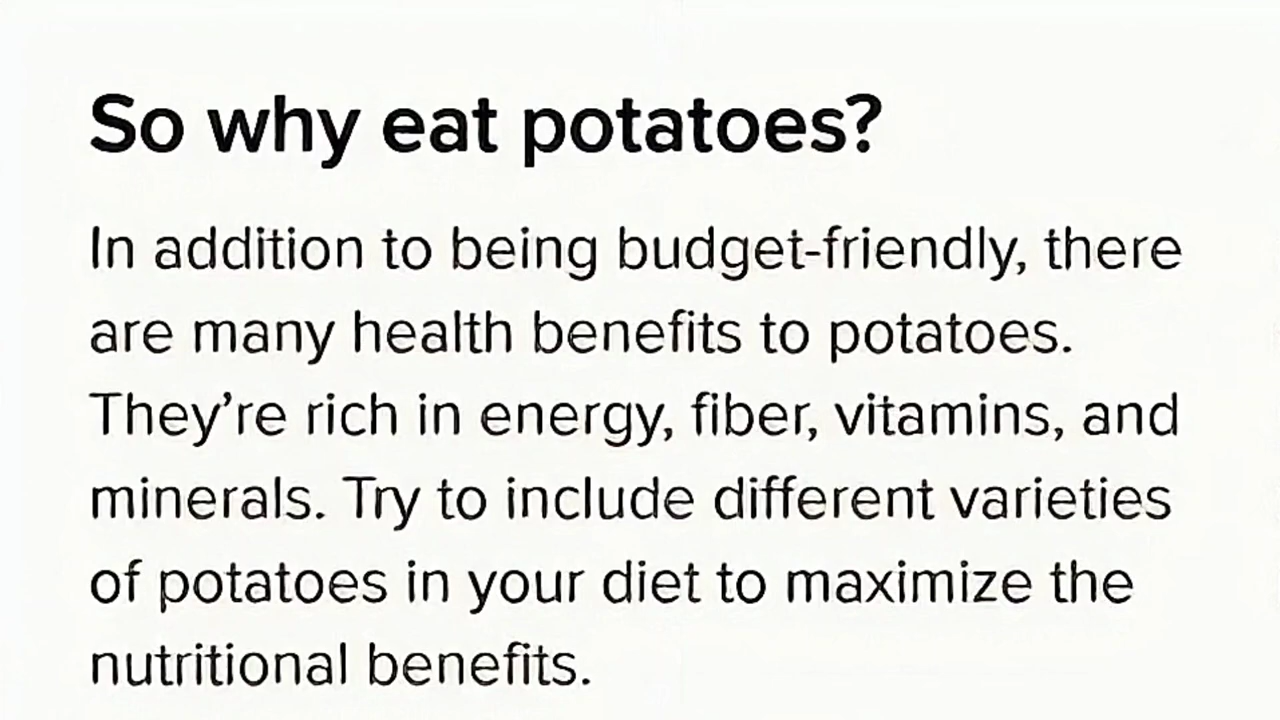 So why eat potatoes?
In addition to being budget-friendly, there
are many health benefits to potatoes.
They’re rich in energy, fiber, vitamins, and
minerals. Try to include different varieties
of potatoes in your diet to maximize the
nutritional benefits.